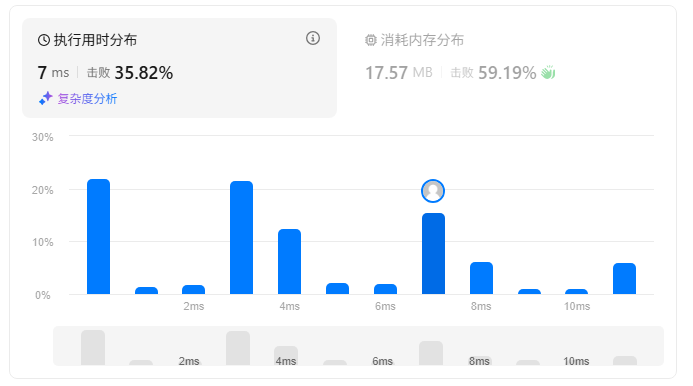 执行用时分布
7 ms 击败 35.82%
复杂度分析
消耗内存分布
17.57 MB 击败 59.19%
30%
20%
10%
0%
2ms 4ms 6ms 8ms 10ms
2ms 4ms 6ms 8ms 10ms